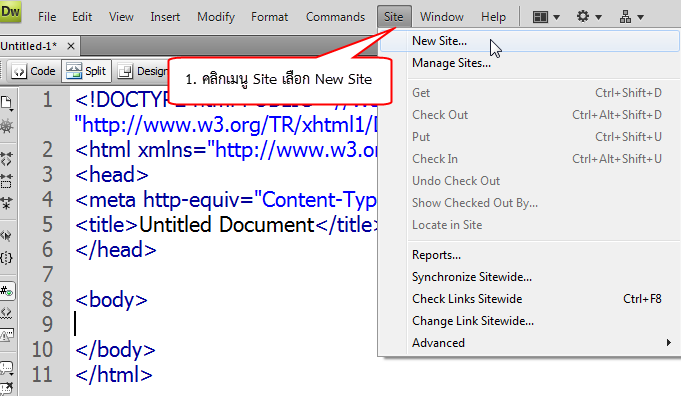 Dw
File Edit View Insert Modify Format Commands Site Window Help
Untitled-1* ×
Code Split Design
New Site...
Manage Sites...
Get Ctrl+Shift+D
Check Out Ctrl+Alt+Shift+D
Put Ctrl+Shift+U
Check In Ctrl+Alt+Shift+U
Undo Check Out
Show Checked Out By...
Locate in Site
Reports...
Synchronize Sitewide...
Check Links Sitewide Ctrl+F8
Change Link Sitewide...
Advanced
1. คลิกเมนู Site เลือก New Site
1 <!DOCTYPE html PUBLIC "-//W
"http://www.w3.org/TR/xhtml1/D
2 <html xmlns="http://www.w3.o
3 <head>
4 <meta http-equiv="Content-Typ
5 <title>Untitled Document</title>
6 </head>
7
8 <body>
9
10 </body>
11 </html>